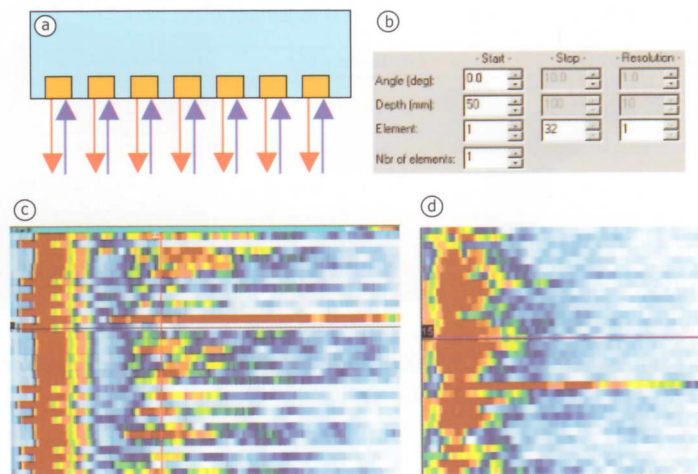 a
b
- Start -    - Stop -    - Resolution -
Angle (deg): 0.0 10.0 1.0
Depth (mm): 50 100 10
Element: 1 32 1
Nbr of elements: 1
c
d